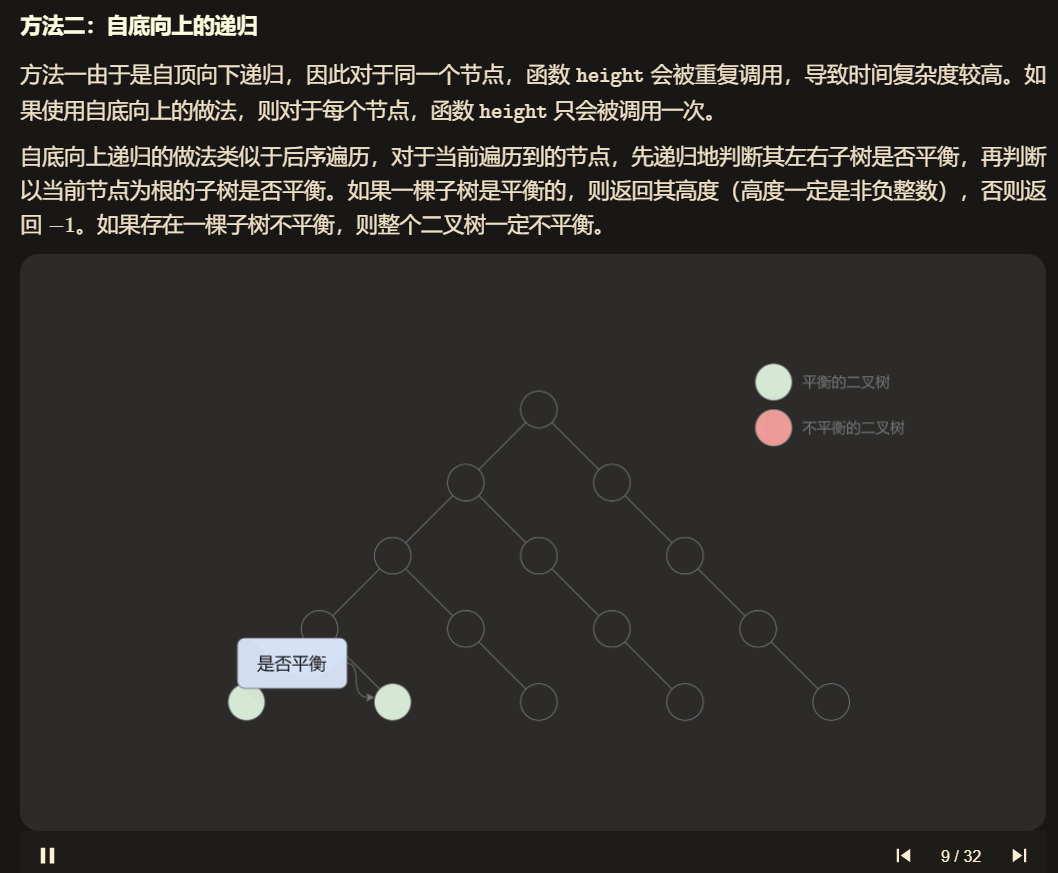 方法二：自底向上的递归
方法一由于是自顶向下递归，因此对于同一个节点，函数 height 会被重复调用，导致时间复杂度较高。如
果使用自底向上的做法，则对于每个节点，函数 height 只会被调用一次。
自底向上递归的做法类似于后序遍历，对于当前遍历到的节点，先递归地判断其左右子树是否平衡，再判断
以当前节点为根的子树是否平衡。如果一棵子树是平衡的，则返回其高度（高度一定是非负整数），否则返
回 −1。如果存在一棵子树不平衡，则整个二叉树一定不平衡。
平衡的二叉树
不平衡的二叉树
是否平衡
9 / 32